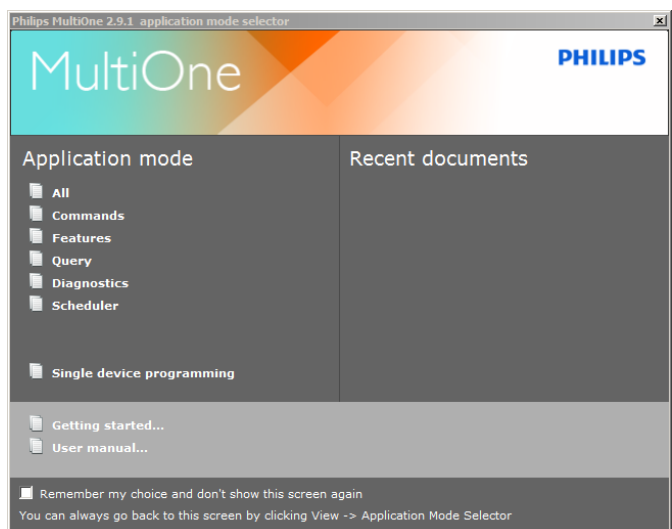 Philips MultiOne 2.9.1 application mode selector
MultiOne
PHILIPS
Application mode
All
Commands
Features
Query
Diagnostics
Scheduler
Single device programming
Recent documents
Getting started...
User manual...
Remember my choice and don't show this screen again
You can always go back to this screen by clicking View -> Application Mode Selector